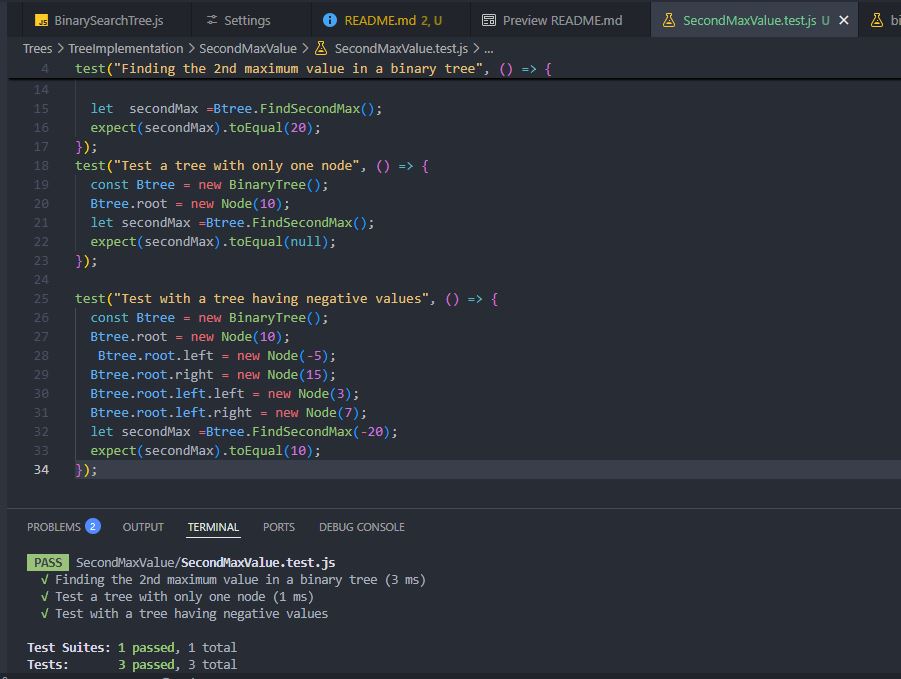 BinarySearchTree.js Settings README.md 2, U Preview README.md SecondMaxValue.test.js U bi
Trees > TreeImplementation > SecondMaxValue > SecondMaxValue.test.js > ...
4 test("Finding the 2nd maximum value in a binary tree", () => {
14
15 let  secondMax =Btree.FindSecondMax();
16 expect(secondMax).toEqual(20);
17 });
18 test("Test a tree with only one node", () => {
19 const Btree = new BinaryTree();
20 Btree.root = new Node(10);
21 let secondMax =Btree.FindSecondMax();
22 expect(secondMax).toEqual(null);
23 });
24
25 test("Test with a tree having negative values", () => {
26 const Btree = new BinaryTree();
27 Btree.root = new Node(10);
28 Btree.root.left = new Node(-5);
29 Btree.root.right = new Node(15);
30 Btree.root.left.left = new Node(3);
31 Btree.root.left.right = new Node(7);
32 let secondMax =Btree.FindSecondMax(-20);
33 expect(secondMax).toEqual(10);
34 });
PROBLEMS 2 OUTPUT TERMINAL PORTS DEBUG CONSOLE
PASS SecondMaxValue/SecondMaxValue.test.js
√ Finding the 2nd maximum value in a binary tree (3 ms)
√ Test a tree with only one node (1 ms)
√ Test with a tree having negative values
Test Suites: 1 passed, 1 total
Tests: 3 passed, 3 total